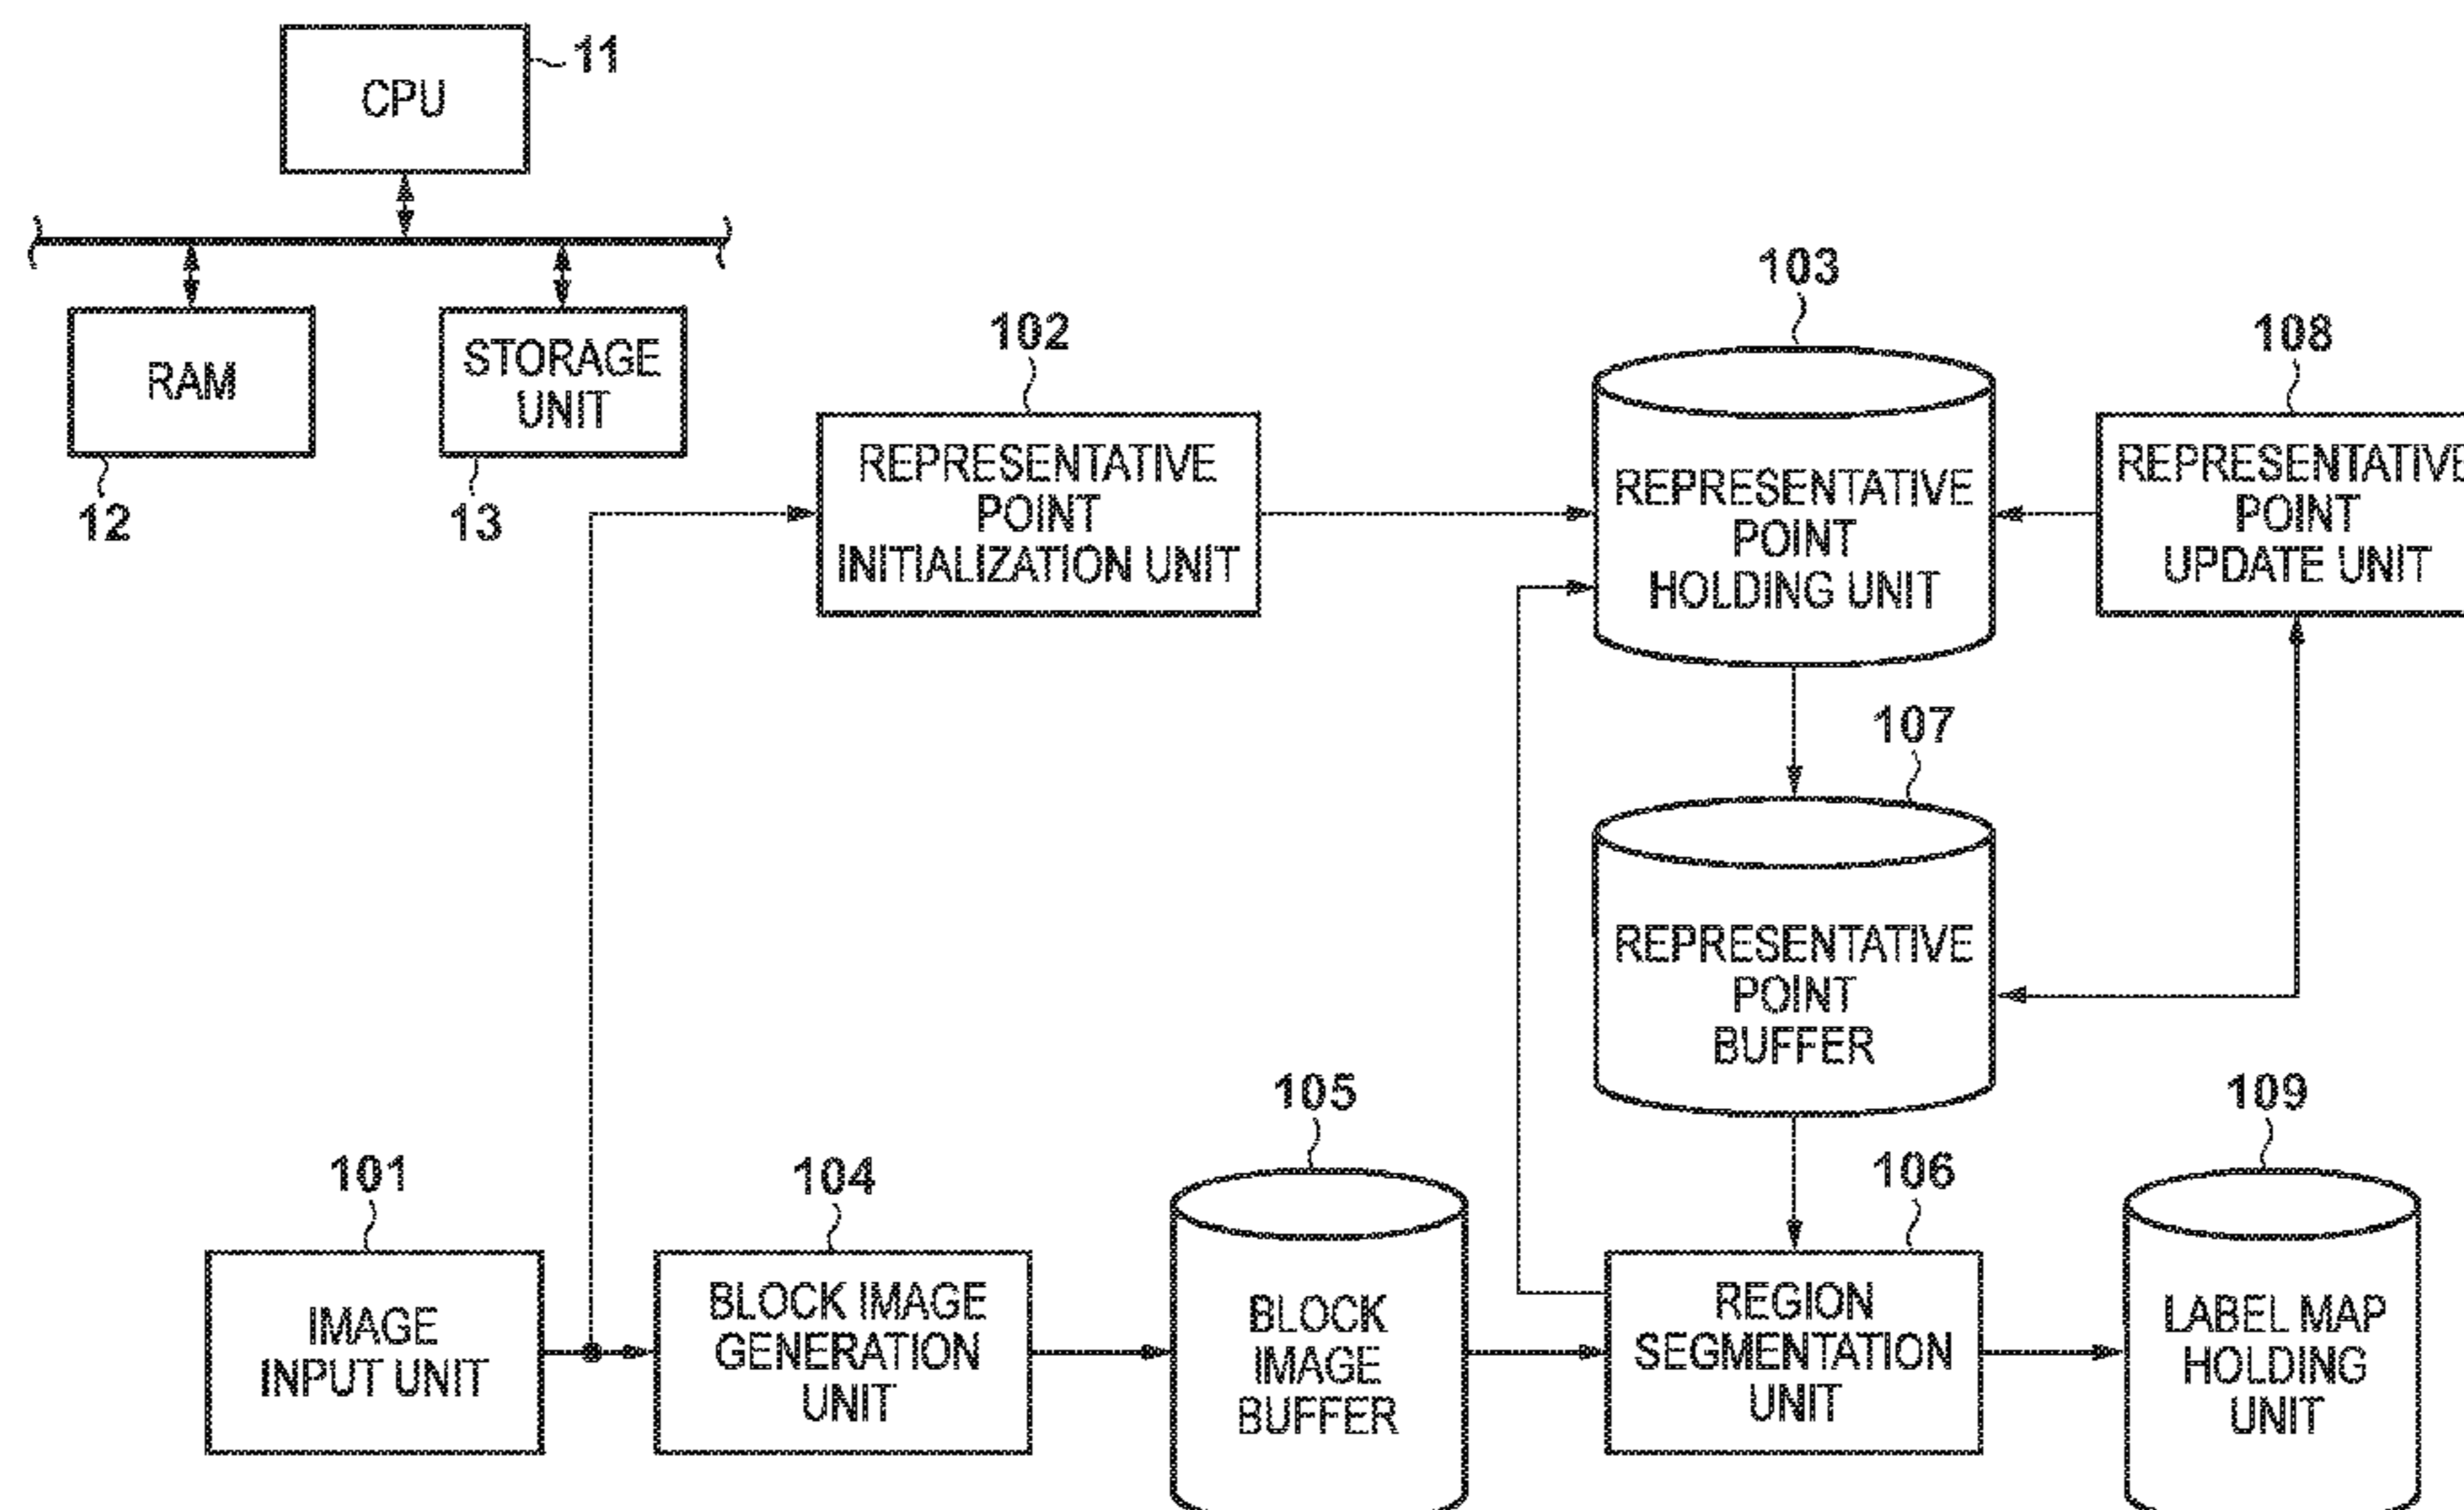 11
CPU
RAM
12
STORAGE
UNIT
13
102
REPRESENTATIVE
POINT
INITIALIZATION UNIT
103
REPRESENTATIVE
POINT
HOLDING UNIT
108
REPRESENTATIVE
POINT
UPDATE UNIT
107
REPRESENTATIVE
POINT
BUFFER
101
IMAGE
INPUT UNIT
104
BLOCK IMAGE
GENERATION
UNIT
105
BLOCK
IMAGE
BUFFER
106
REGION
SEGMENTATION
UNIT
109
LABEL MAP
HOLDING
UNIT